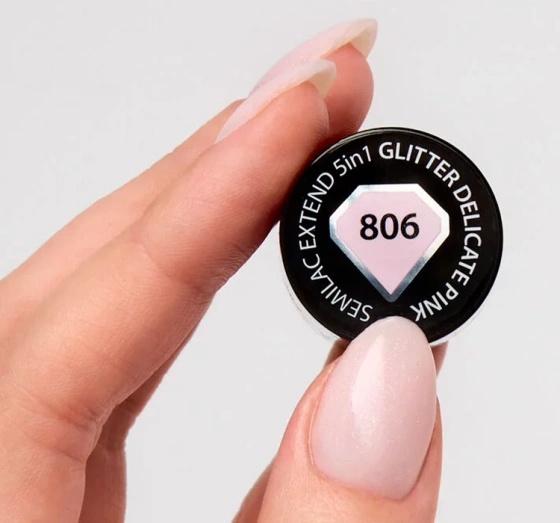 SEMILAC EXTEND 5in1 GLITTER DELICATE PINK
806